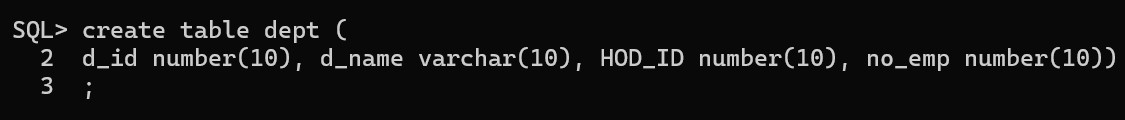 SQL> create table dept (
  2  d_id number(10), d_name varchar(10), HOD_ID number(10), no_emp number(10))
  3  ;